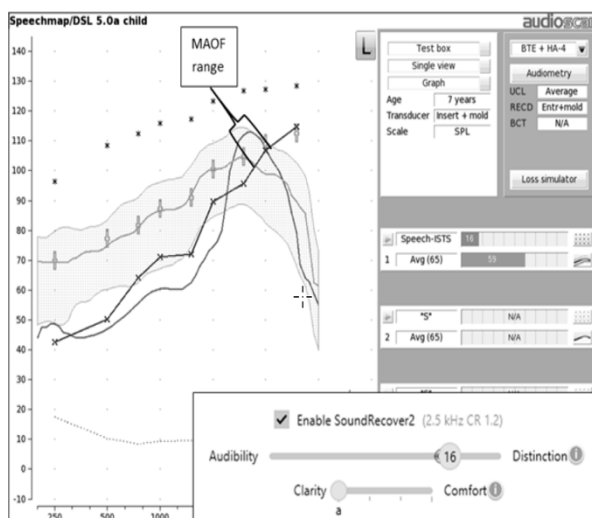 Speechmap/DSL 5.0a child
audioscan
MAOF
range
L
140
130
120
110
100
90
80
70
60
50
40
30
20
10
0
-10
250
500
1000
Test box
Single view
Graph
Age 7 years
Transducer Insert + mold
Scale SPL
BTE + HA-4
Audiometry
UCL Average
RECD Entr+mold
BCT N/A
Loss simulator
Speech-ISTS 16
1 Avg (65) 59
"S" N/A
2 Avg (65) N/A
Enable SoundRecover2 (2.5 kHz CR 1.2)
Audibility 16 Distinction i
Clarity Comfort i
a